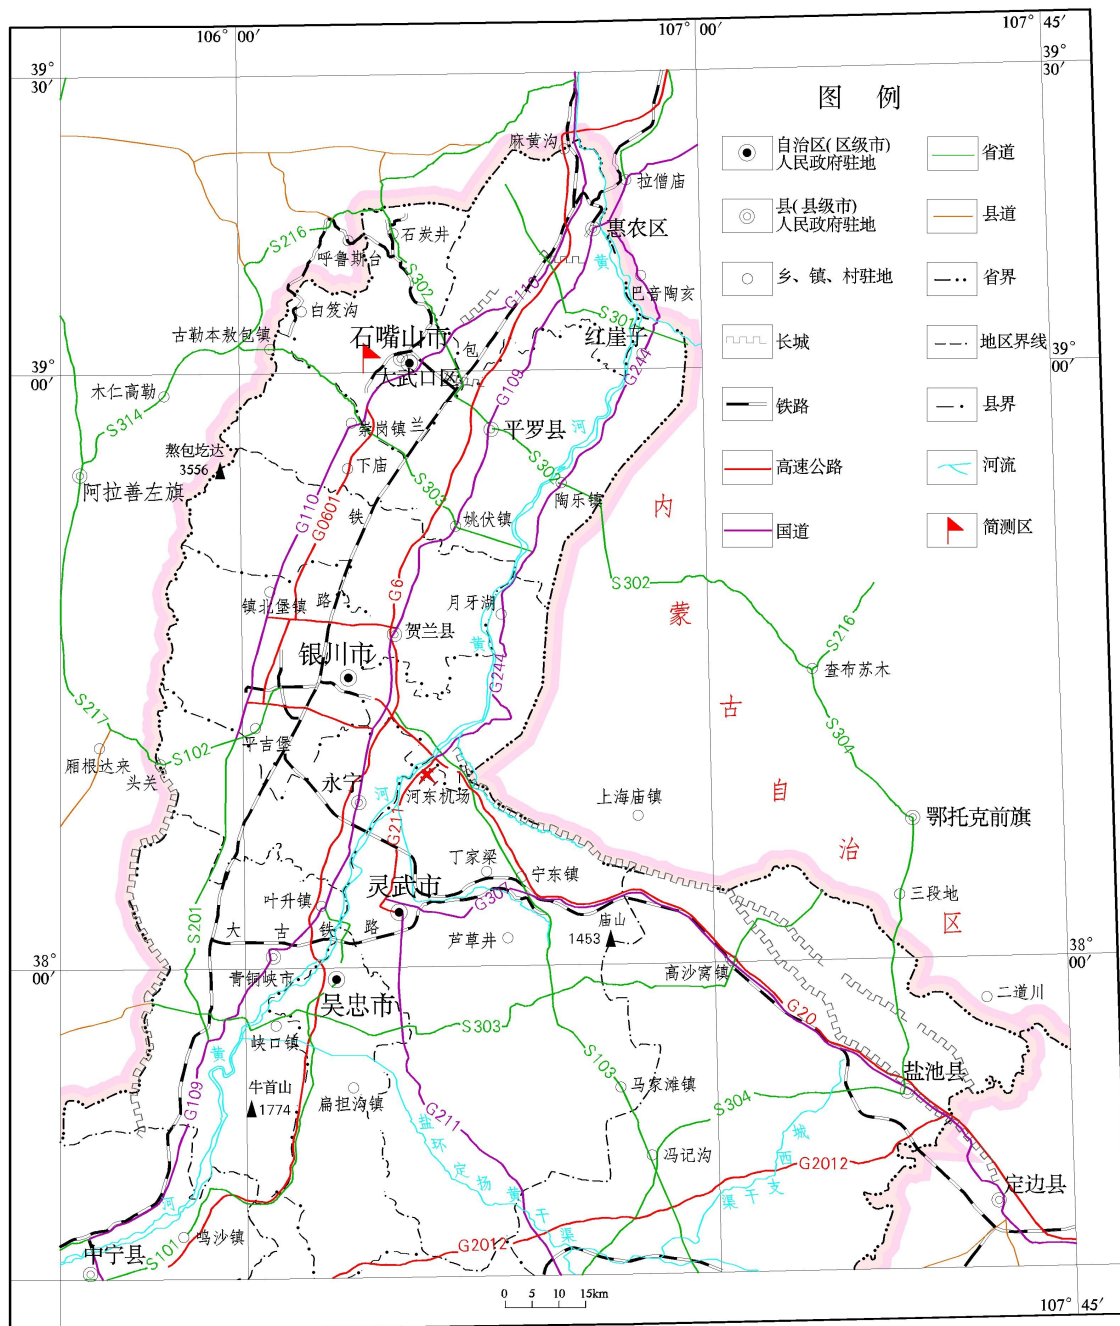 106° 00′
107° 00′
107° 45′
39°
30′
39°
30′
图 例
自治区(区级市)
人民政府驻地
省道
县(县级市)
人民政府驻地
县道
乡、镇、村驻地
省界
长城
地区界线
铁路
县界
高速公路
河流
国道
简测区
麻黄沟
拉僧庙
惠农区
石炭井
S216
呼鲁斯台
S302
黄
巴音陶亥
G110
白笈沟
S301
古勒本敖包镇
石嘴山市
包
红崖子
G244
39°
00′
39°
00′
大武口区
G109
木仁高勒
S314
崇岗镇
兰
平罗县
河
敖包圪达
3556
下庙
S302
阿拉善左旗
S303
陶乐镇
内
G110
G0601
铁
姚伏镇
S302
G6
镇北堡镇
路
月牙湖
蒙
S216
贺兰县
黄
银川市
查布苏木
G244
古
S217
S304
S102
平吉堡
厢根达来
头关
永宁
河
河东机场
上海庙镇
自
鄂托克前旗
G211
治
丁家梁
宁东镇
灵武市
G307
三段地
叶升镇
S201
大 古 铁 路
庙山
1453
区
芦草井
38°
00′
38°
00′
青铜峡市
高沙窝镇
吴忠市
二道川
G20
S303
峡口镇
黄
S103
盐池县
牛首山
1774
扁担沟镇
马家滩镇
G109
S304
G211
盐
环
定
扬
黄
干
渠
城
西
支
干
渠
冯记沟
G2012
定边县
河
鸣沙镇
G2012
S101
中宁县
0 5 10 15km
107° 45′